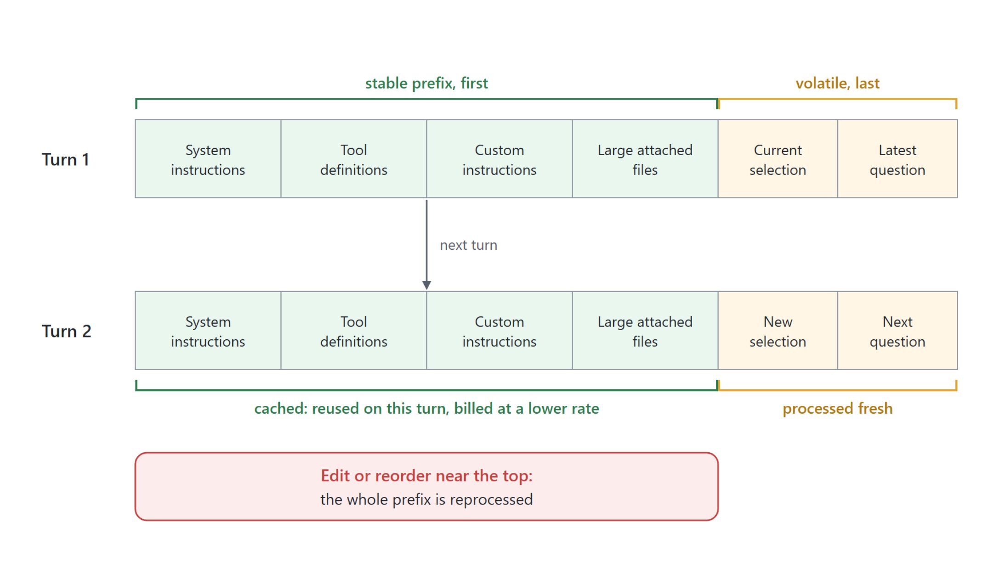 stable prefix, first
volatile, last
Turn 1
System
instructions
Tool
definitions
Custom
instructions
Large attached
files
Current
selection
Latest
question
next turn
Turn 2
System
instructions
Tool
definitions
Custom
instructions
Large attached
files
New
selection
Next
question
cached: reused on this turn, billed at a lower rate
processed fresh
Edit or reorder near the top:
the whole prefix is reprocessed